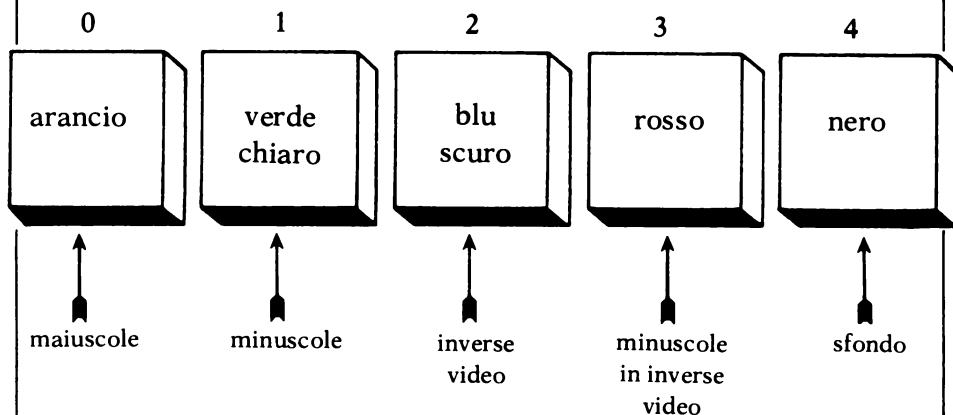 0 1 2 3 4
arancio verde chiaro blu scuro rosso nero
maiuscole minuscole inverse video minuscole in inverse video sfondo